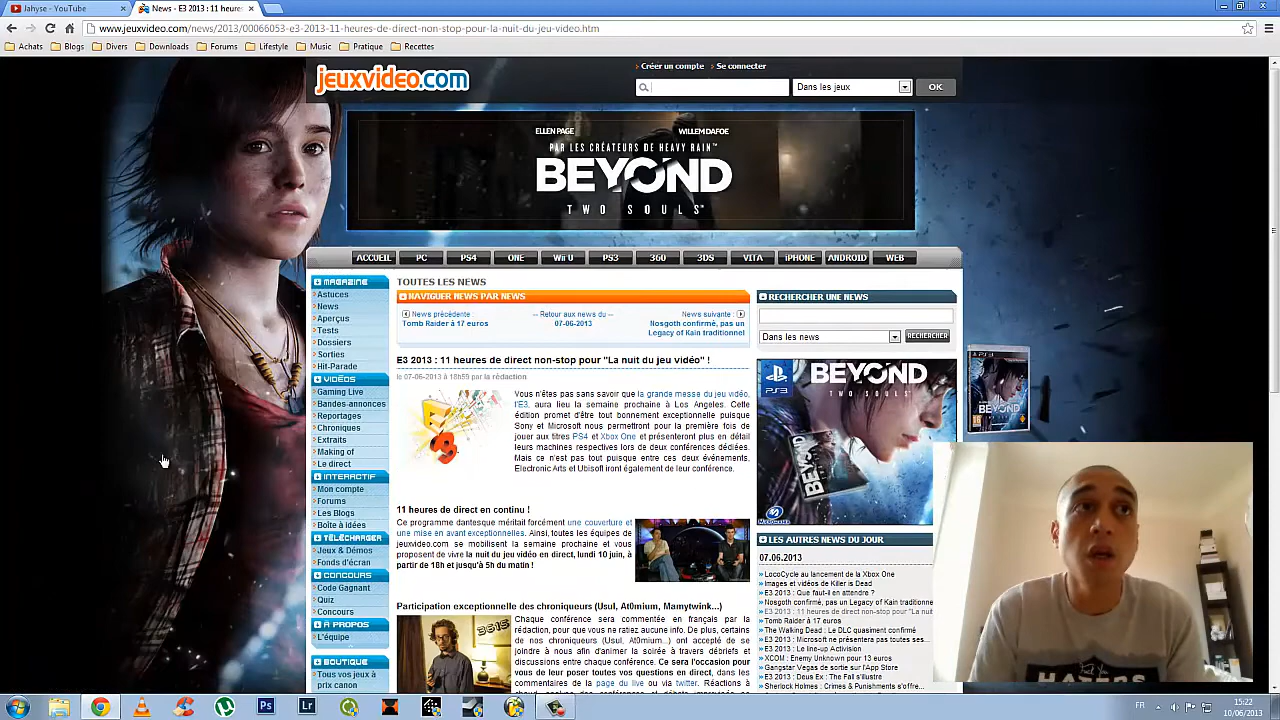 Jahyse - YouTube
News - E3 2013 : 11 heures
www.jeuxvideo.com/news/2013/00066053-e3-2013-11-heures-de-direct-non-stop-pour-la-nuit-du-jeu-video.htm
Achats Blogs Divers Downloads Forums Lifestyle Music Pratique Recettes
jeuxvideo.com
Créer un compte Se connecter
Dans les jeux OK
ELLEN PAGE WILLEM DAFOE
PAR LES CRÉATEURS DE HEAVY RAIN™
BEYOND
TWO SOULS™
ACCUEIL PC PS4 ONE Wii U PS3 360 3DS VITA iPHONE ANDROID WEB
MAGAZINE
Astuces
News
Aperçus
Tests
Dossiers
Sorties
Hit-Parade
VIDÉOS
Gaming Live
Bandes-annonces
Reportages
Chroniques
Extraits
Making of
Le direct
INTERACTIF
Mon compte
Forums
Les Blogs
Boîte à idées
TÉLÉCHARGER
Jeux & Démos
Fonds d'écran
CONCOURS
Code Gagnant
Quiz
Concours
À PROPOS
L'équipe
BOUTIQUE
Tous vos jeux à
prix canon
TOUTES LES NEWS
NAVIGUER NEWS PAR NEWS
News précédente :
Tomb Raider à 17 euros
-- Retour aux news du --
07-06-2013
News suivante :
Nosgoth confirmé, pas un
Legacy of Kain traditionnel
E3 2013 : 11 heures de direct non-stop pour "La nuit du jeu vidéo" !
le 07-06-2013 à 18h59 par la rédaction
Vous n'êtes pas sans savoir que la grande messe du jeu vidéo,
l'E3, aura lieu la semaine prochaine à Los Angeles. Cette
édition promet d'être tout bonnement exceptionnelle puisque
Sony et Microsoft nous permettront pour la première fois de
jouer aux titres PS4 et Xbox One et présenteront plus en détail
leurs machines respectives lors de deux conférences dédiées.
Mais ce n'est pas tout puisque entre ces deux événements,
Electronic Arts et Ubisoft iront également de leur conférence.
11 heures de direct en continu !
Ce programme dantesque méritait forcément une couverture et
une mise en avant exceptionnelles. Ainsi, toutes les équipes de
jeuxvideo.com se mobilisent la semaine prochaine et vous
proposent de vivre la nuit du jeu vidéo en direct, lundi 10 juin, à
partir de 18h et jusqu'à 5h du matin !
Participation exceptionnelle des chroniqueurs (Usul, At0mium, Mamytwink...)
Chaque conférence sera commentée en français par la
rédaction, pour que vous ne ratiez aucune info. De plus, certains
de nos chroniqueurs (Usul, At0mium...) ont accepté de se
joindre à nous afin d'animer la soirée à travers débriefs et
discussions entre chaque conférence. Ce sera l'occasion pour
vous de leur poser toutes vos questions en direct, dans les
commentaires de la page du live ou via twitter.
RECHERCHER UNE NEWS
Dans les news RECHERCHER
PS3
BEYOND
TWO SOULS™
BEYOND
LES AUTRES NEWS DU JOUR
07.06.2013
LocoCycle au lancement de la Xbox One
Images et vidéos de Killer is Dead
E3 2013 : Que faut-il en attendre ?
Nosgoth confirmé, pas un Legacy of Kain traditionne
E3 2013 : 11 heures de direct non-stop pour "La nuit
Tomb Raider à 17 euros
The Walking Dead : Le DLC quasiment confirmé
E3 2013 : Microsoft ne présentera pas toutes ses...
E3 2013 : Le line-up Activision
XCOM : Enemy Unknown pour 13 euros
Gangstar Vegas de sortie sur l'App Store
E3 2013 : Deus Ex : The Fall s'illustre
Sherlock Holmes : Crimes & Punishments s'offre...
HATERS
FR
15:22
10/06/2013